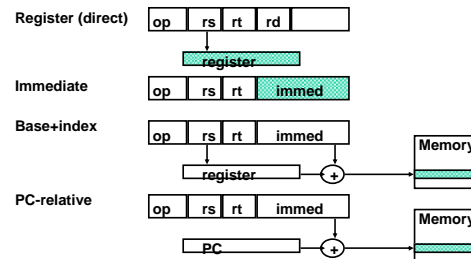 Register (direct)
op rs rt rd
register
Immediate
op rs rt immed
Base+index
op rs rt immed
Memory
register +
PC-relative
op rs rt immed
Memory
PC +